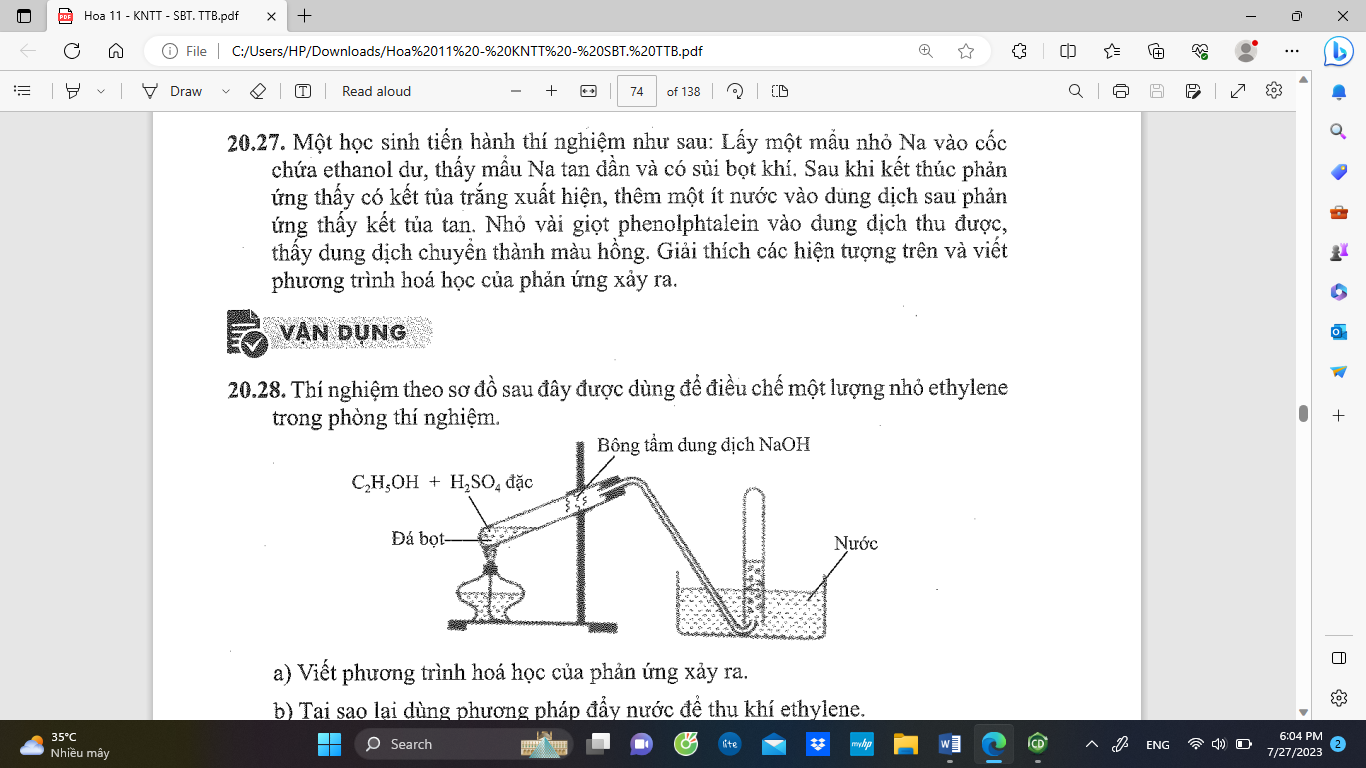 Hoa 11 - KNTT - SBT. TTB.pdf
File
C:/Users/HP/Downloads/Hoa%2011%20-%20KNTT%20-%20SBT.%20TTB.pdf
Draw
Read aloud
74
of 138
20.27. Một học sinh tiến hành thí nghiệm như sau: Lấy một mẩu nhỏ Na vào cốc
chứa ethanol dư, thấy mẩu Na tan dần và có sủi bọt khí. Sau khi kết thúc phản
ứng thấy có kết tủa trắng xuất hiện, thêm một ít nước vào dung dịch sau phản
ứng thấy kết tủa tan. Nhỏ vài giọt phenolphtalein vào dung dịch thu được,
thấy dung dịch chuyển thành màu hồng. Giải thích các hiện tượng trên và viết
phương trình hoá học của phản ứng xảy ra.
VẬN DỤNG
20.28. Thí nghiệm theo sơ đồ sau đây được dùng để điều chế một lượng nhỏ ethylene
trong phòng thí nghiệm.
Bông tẩm dung dịch NaOH
C₂H₅OH + H₂SO₄ đặc
Đá bọt
Nước
a) Viết phương trình hoá học của phản ứng xảy ra.
b) Tại sao lại dùng phương pháp đẩy nước để thu khí ethylene.
35°C
Nhiều mây
Search
lite
myhp
ENG
6:04 PM
7/27/2023
2